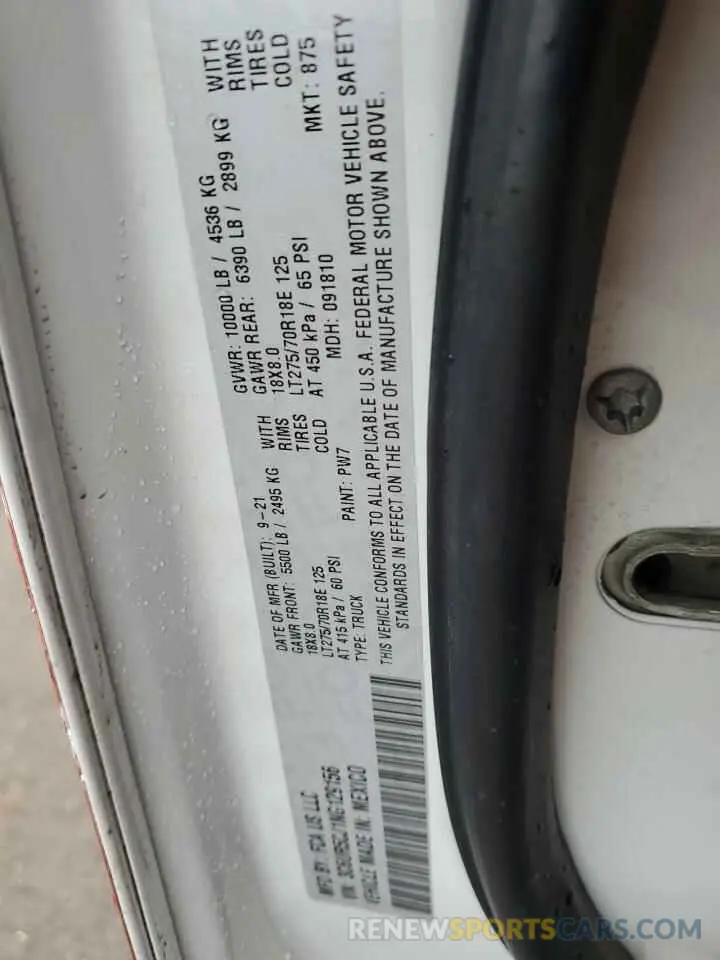 MFD BY: FCA US LLC
DATE OF MFR (BUILT): 9-21
GVWR: 10000 LB / 4536 KG
GAWR FRONT: 5500 LB / 2495 KG WITH
GAWR REAR: 6390 LB / 2899 KG WITH
18X8.0 RIMS
18X8.0 RIMS
LT275/70R18E 125 TIRES
LT275/70R18E 125 TIRES
AT 415 kPa / 60 PSI COLD
AT 450 kPa / 65 PSI COLD
VIN:
TYPE: TRUCK PAINT: PW7 MDH: 091810 MKT: 875
VEHICLE MADE IN: MEXICO
THIS VEHICLE CONFORMS TO ALL APPLICABLE U.S.A. FEDERAL MOTOR VEHICLE SAFETY
STANDARDS IN EFFECT ON THE DATE OF MANUFACTURE SHOWN ABOVE.
RENEWSPORTSCARS.COM